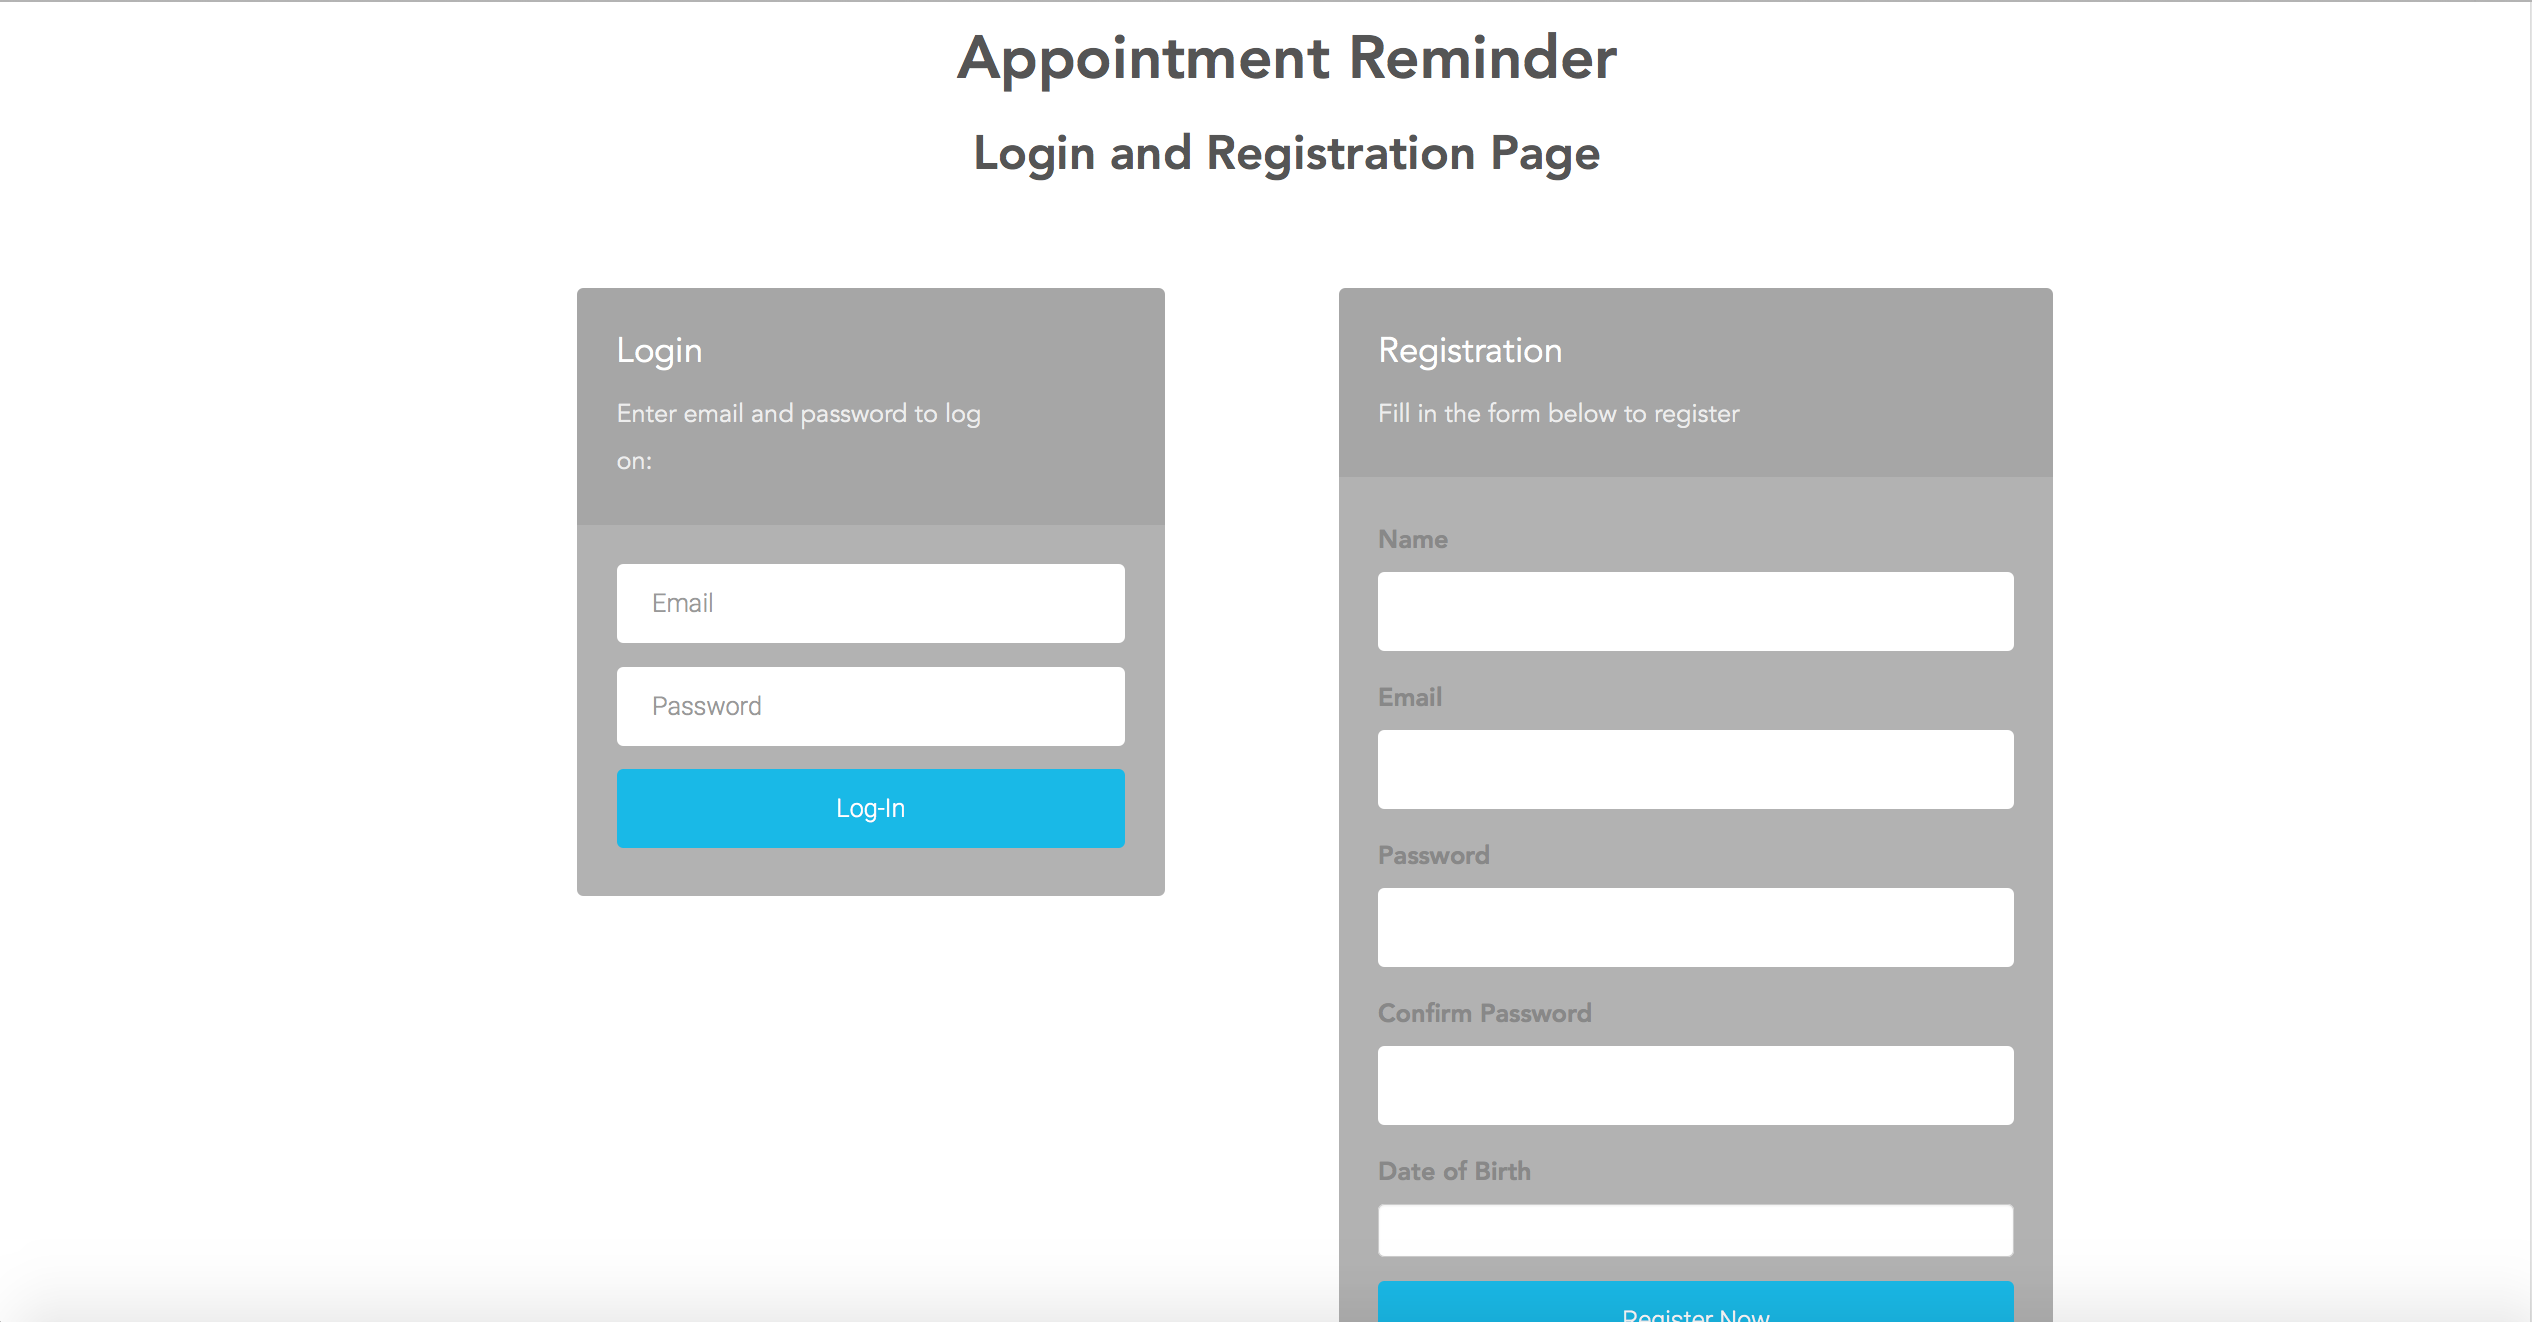 Appointment Reminder
Login and Registration Page
Login
Enter email and password to log
on:
Email
Password
Log-In
Registration
Fill in the form below to register
Name
Email
Password
Confirm Password
Date of Birth
Register Now